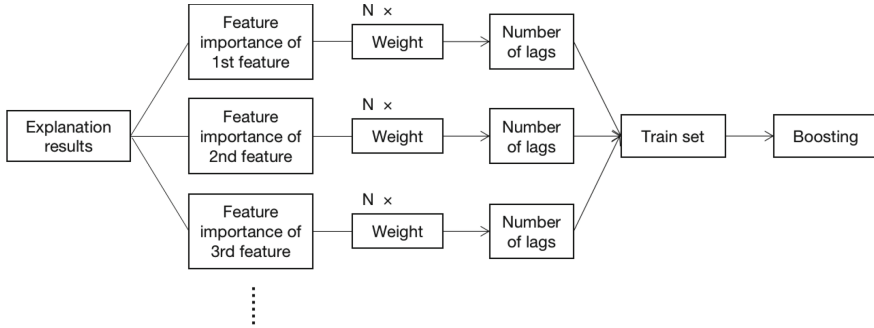 Explanation
results
Feature
importance of
1st feature
N ×
Weight
Number
of lags
Feature
importance of
2nd feature
N ×
Weight
Number
of lags
Feature
importance of
3rd feature
N ×
Weight
Number
of lags
Train set
Boosting